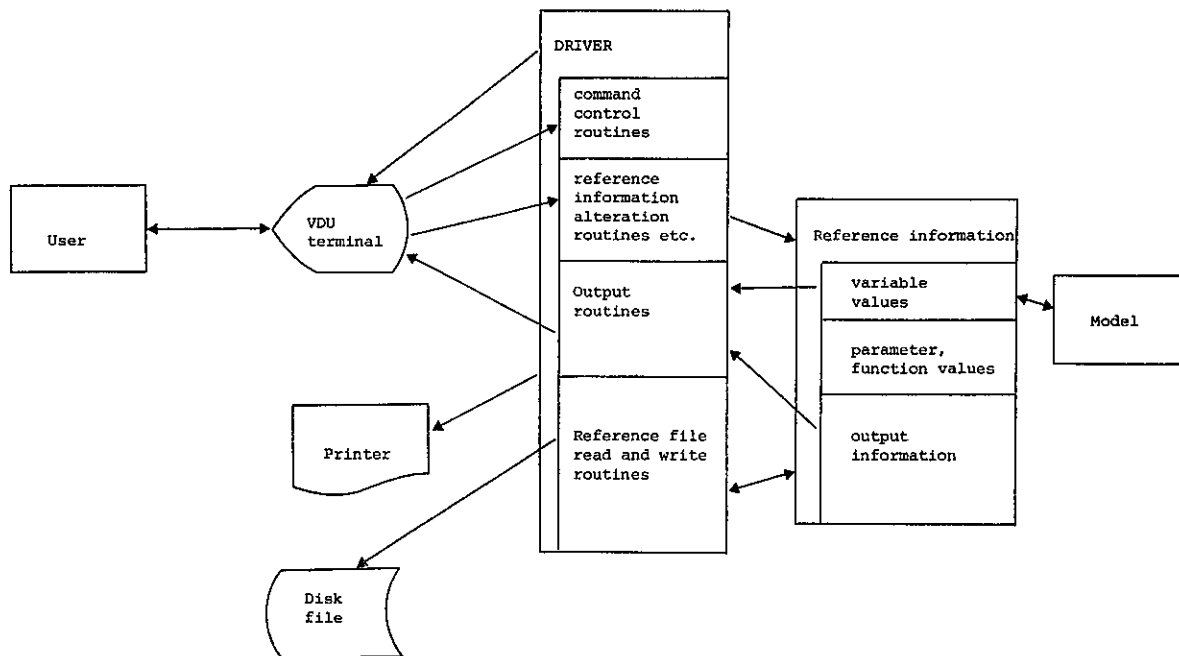 DRIVER
command
control
routines
reference
information
alteration
routines etc.
Output
routines
Reference file
read and write
routines
User
VDU
terminal
Printer
Disk
file
Reference information
variable
values
parameter,
function values
output
information
Model